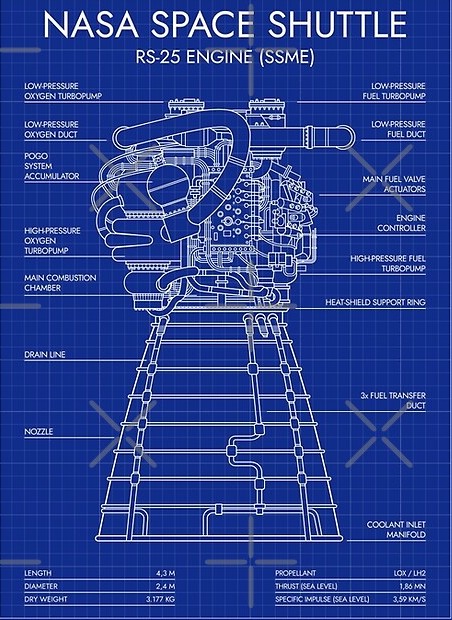 NASA SPACE SHUTTLE
RS-25 ENGINE (SSME)
LOW-PRESSURE
OXYGEN TURBOPUMP
LOW-PRESSURE
OXYGEN DUCT
POGO
SYSTEM
ACCUMULATOR
HIGH-PRESSURE
OXYGEN
TURBOPUMP
MAIN COMBUSTION
CHAMBER
DRAIN LINE
NOZZLE
LOW-PRESSURE
FUEL TURBOPUMP
LOW-PRESSURE
FUEL DUCT
MAIN FUEL VALVE
ACTUATORS
ENGINE
CONTROLLER
HIGH-PRESSURE FUEL
TURBOPUMP
HEAT-SHIELD SUPPORT RING
3x FUEL TRANSFER
DUCT
COOLANT INLET
MANIFOLD
LENGTH 4,3 M
DIAMETER 2,4 M
DRY WEIGHT 3.177 KG
PROPELLANT LOX / LH2
THRUST (SEA LEVEL) 1,86 MN
SPECIFIC IMPULSE (SEA LEVEL) 3,59 KM/S